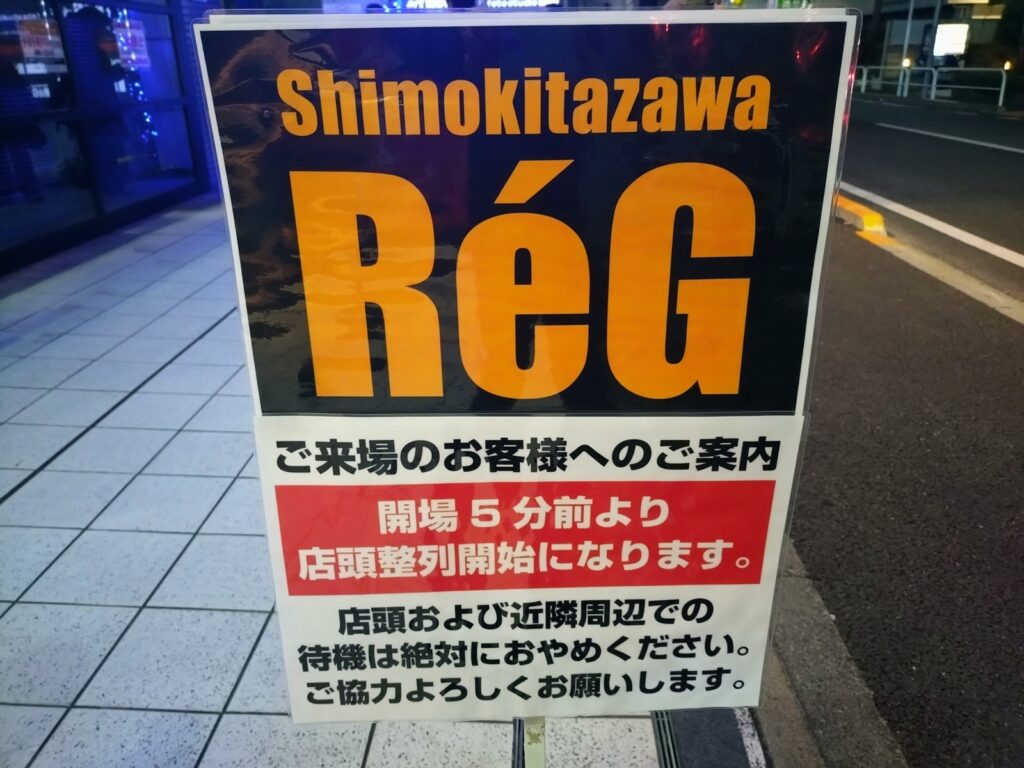 Shimokitazawa
RéG
ご来場のお客様へのご案内
開場5分前より
店頭整列開始になります。
店頭および近隣周辺での
待機は絶対におやめください。
ご協力よろしくお願いします。